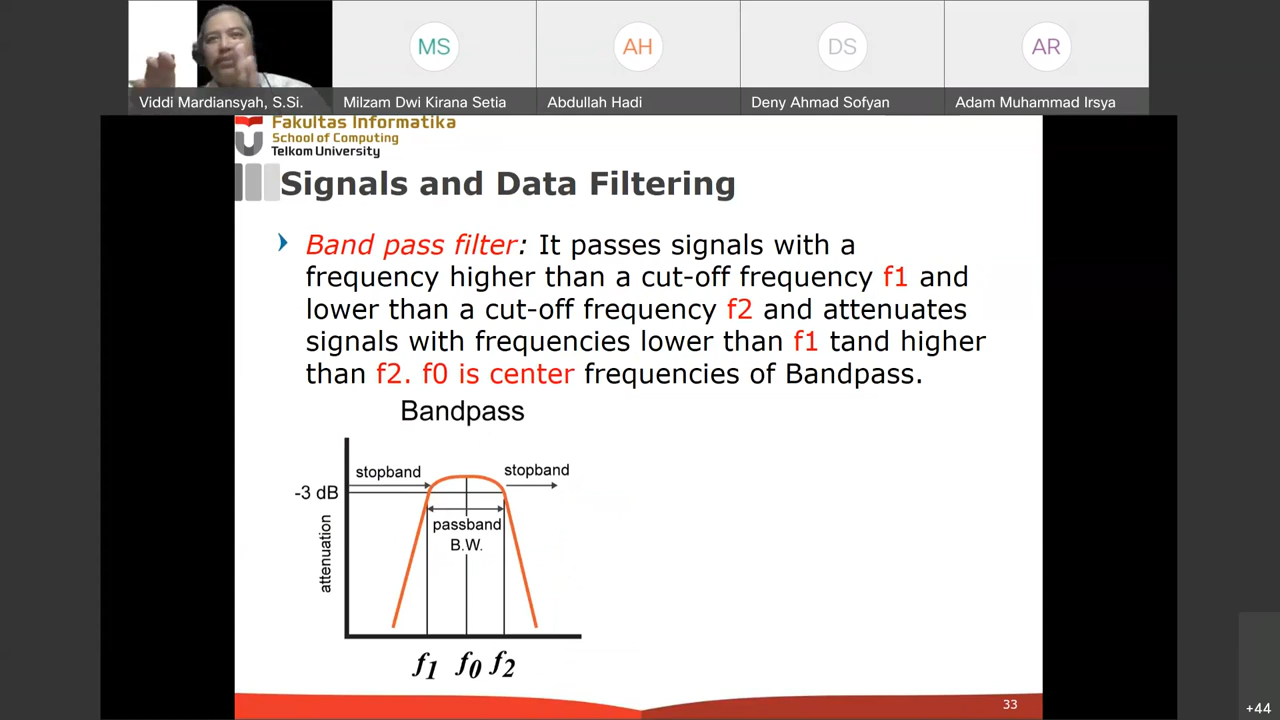 MS
AH
DS
AR
Viddi Mardiansyah, S.Si.
Milzam Dwi Kirana Setia
Abdullah Hadi
Deny Ahmad Sofyan
Adam Muhammad Irsya
Fakultas Informatika
School of Computing
Telkom University
Signals and Data Filtering
Band pass filter: It passes signals with a
frequency higher than a cut-off frequency f1 and
lower than a cut-off frequency f2 and attenuates
signals with frequencies lower than f1 tand higher
than f2. f0 is center frequencies of Bandpass.
Bandpass
stopband
stopband
-3 dB
passband
B.W.
attenuation
f1 f0 f2
33
+44